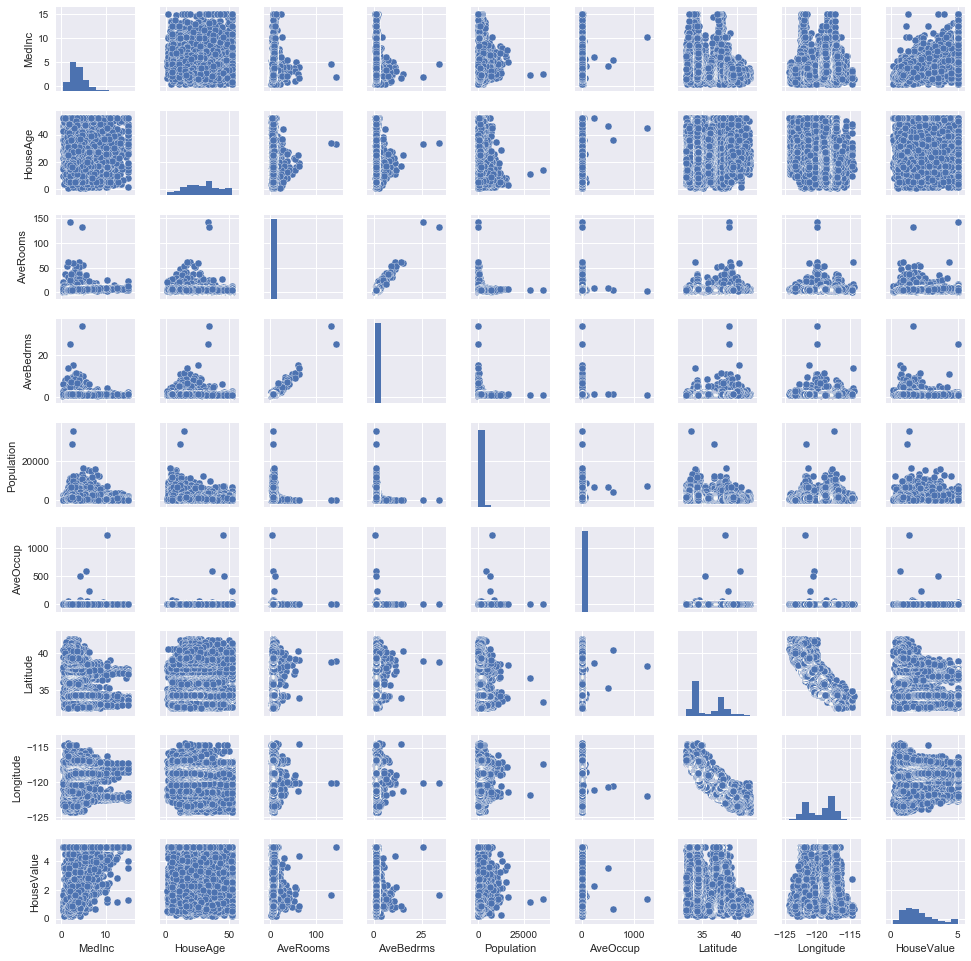 15
10
5
0
MedInc
40
20
0
HouseAge
150
100
50
0
AveRooms
20
0
AveBedrms
20000
0
Population
1000
500
0
AveOccup
40
35
Latitude
−115
−120
−125
Longitude
4
2
0
HouseValue
0 10
0 50
0 100
0 25
0 25000
0 1000
35 40
−125 −115
0 5
MedInc
HouseAge
AveRooms
AveBedrms
Population
AveOccup
Latitude
Longitude
HouseValue